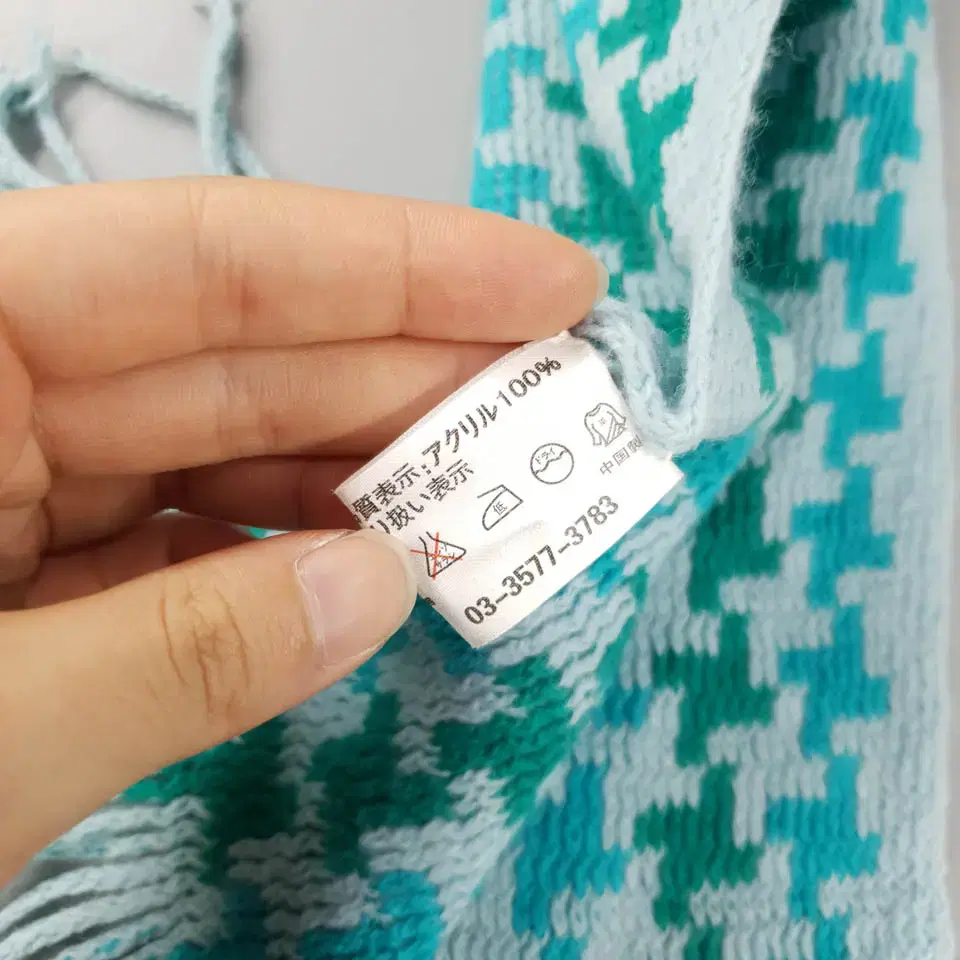 質表示:アクリル100%
り扱い表示
低
ドライ
中国製
03-3577-3783